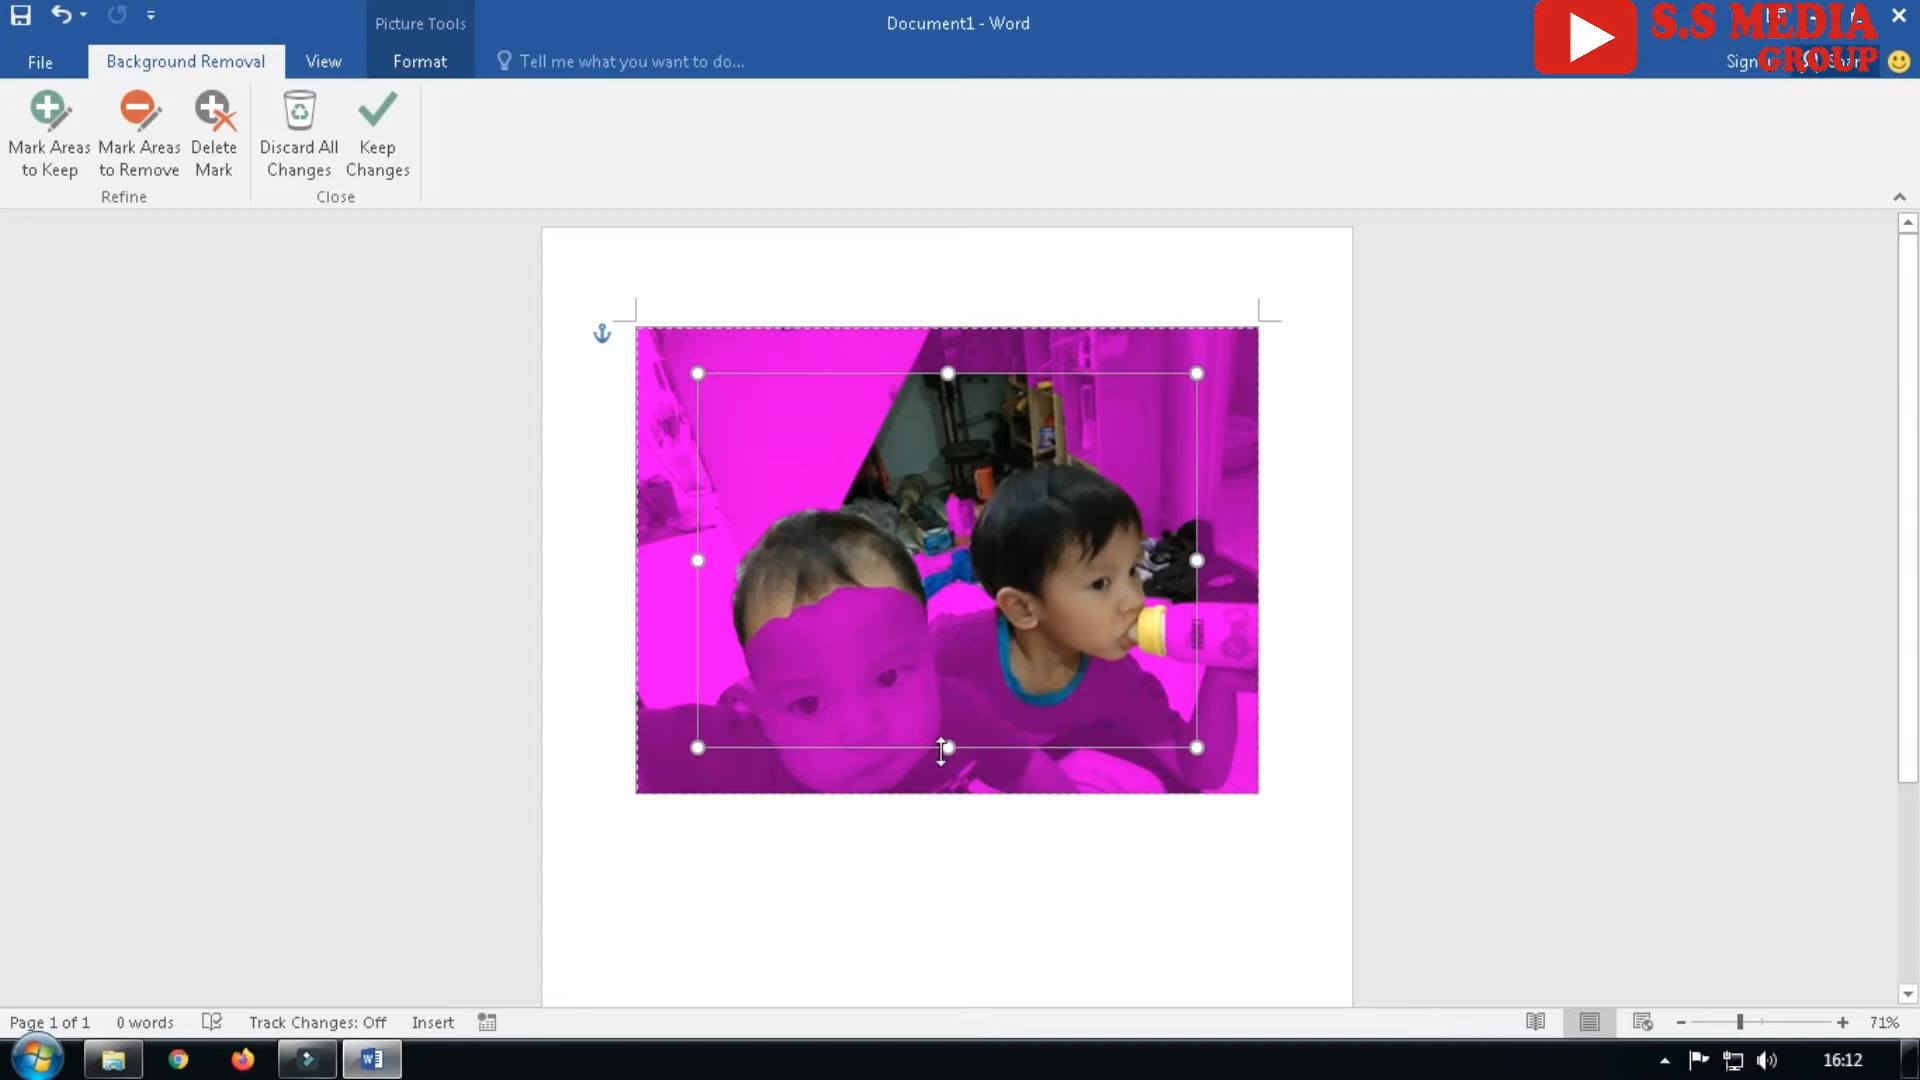 Picture Tools
Document1 - Word
S.S MEDIA
GROUP
File
Background Removal
View
Format
Tell me what you want to do...
Mark Areas to Keep
Mark Areas to Remove
Delete Mark
Discard All Changes
Keep Changes
Refine
Close
Page 1 of 1
0 words
Track Changes: Off
Insert
71%
16:12